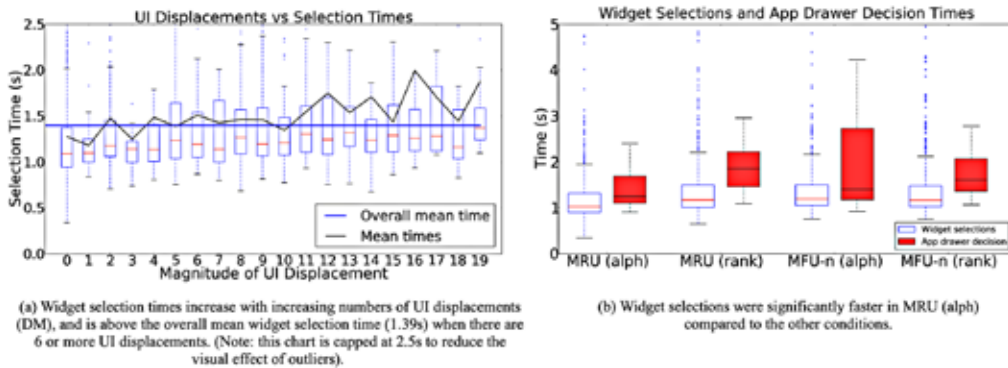 UI Displacements vs Selection Times
2.5
2.0
1.5
1.0
0.5
0.0
Selection Time (s)
Overall mean time
Mean times
0 1 2 3 4 5 6 7 8 9 10 11 12 13 14 15 16 17 18 19
Magnitude of UI Displacement
(a) Widget selection times increase with increasing numbers of UI displacements
(DM), and is above the overall mean widget selection time (1.39s) when there are
6 or more UI displacements. (Note: this chart is capped at 2.5s to reduce the
visual effect of outliers).
Widget Selections and App Drawer Decision Times
5
4
3
2
1
0
Time (s)
Widget selections
App drawer decision
MRU (alph) MRU (rank) MFU-n (alph) MFU-n (rank)
(b) Widget selections were significantly faster in MRU (alph)
compared to the other conditions.